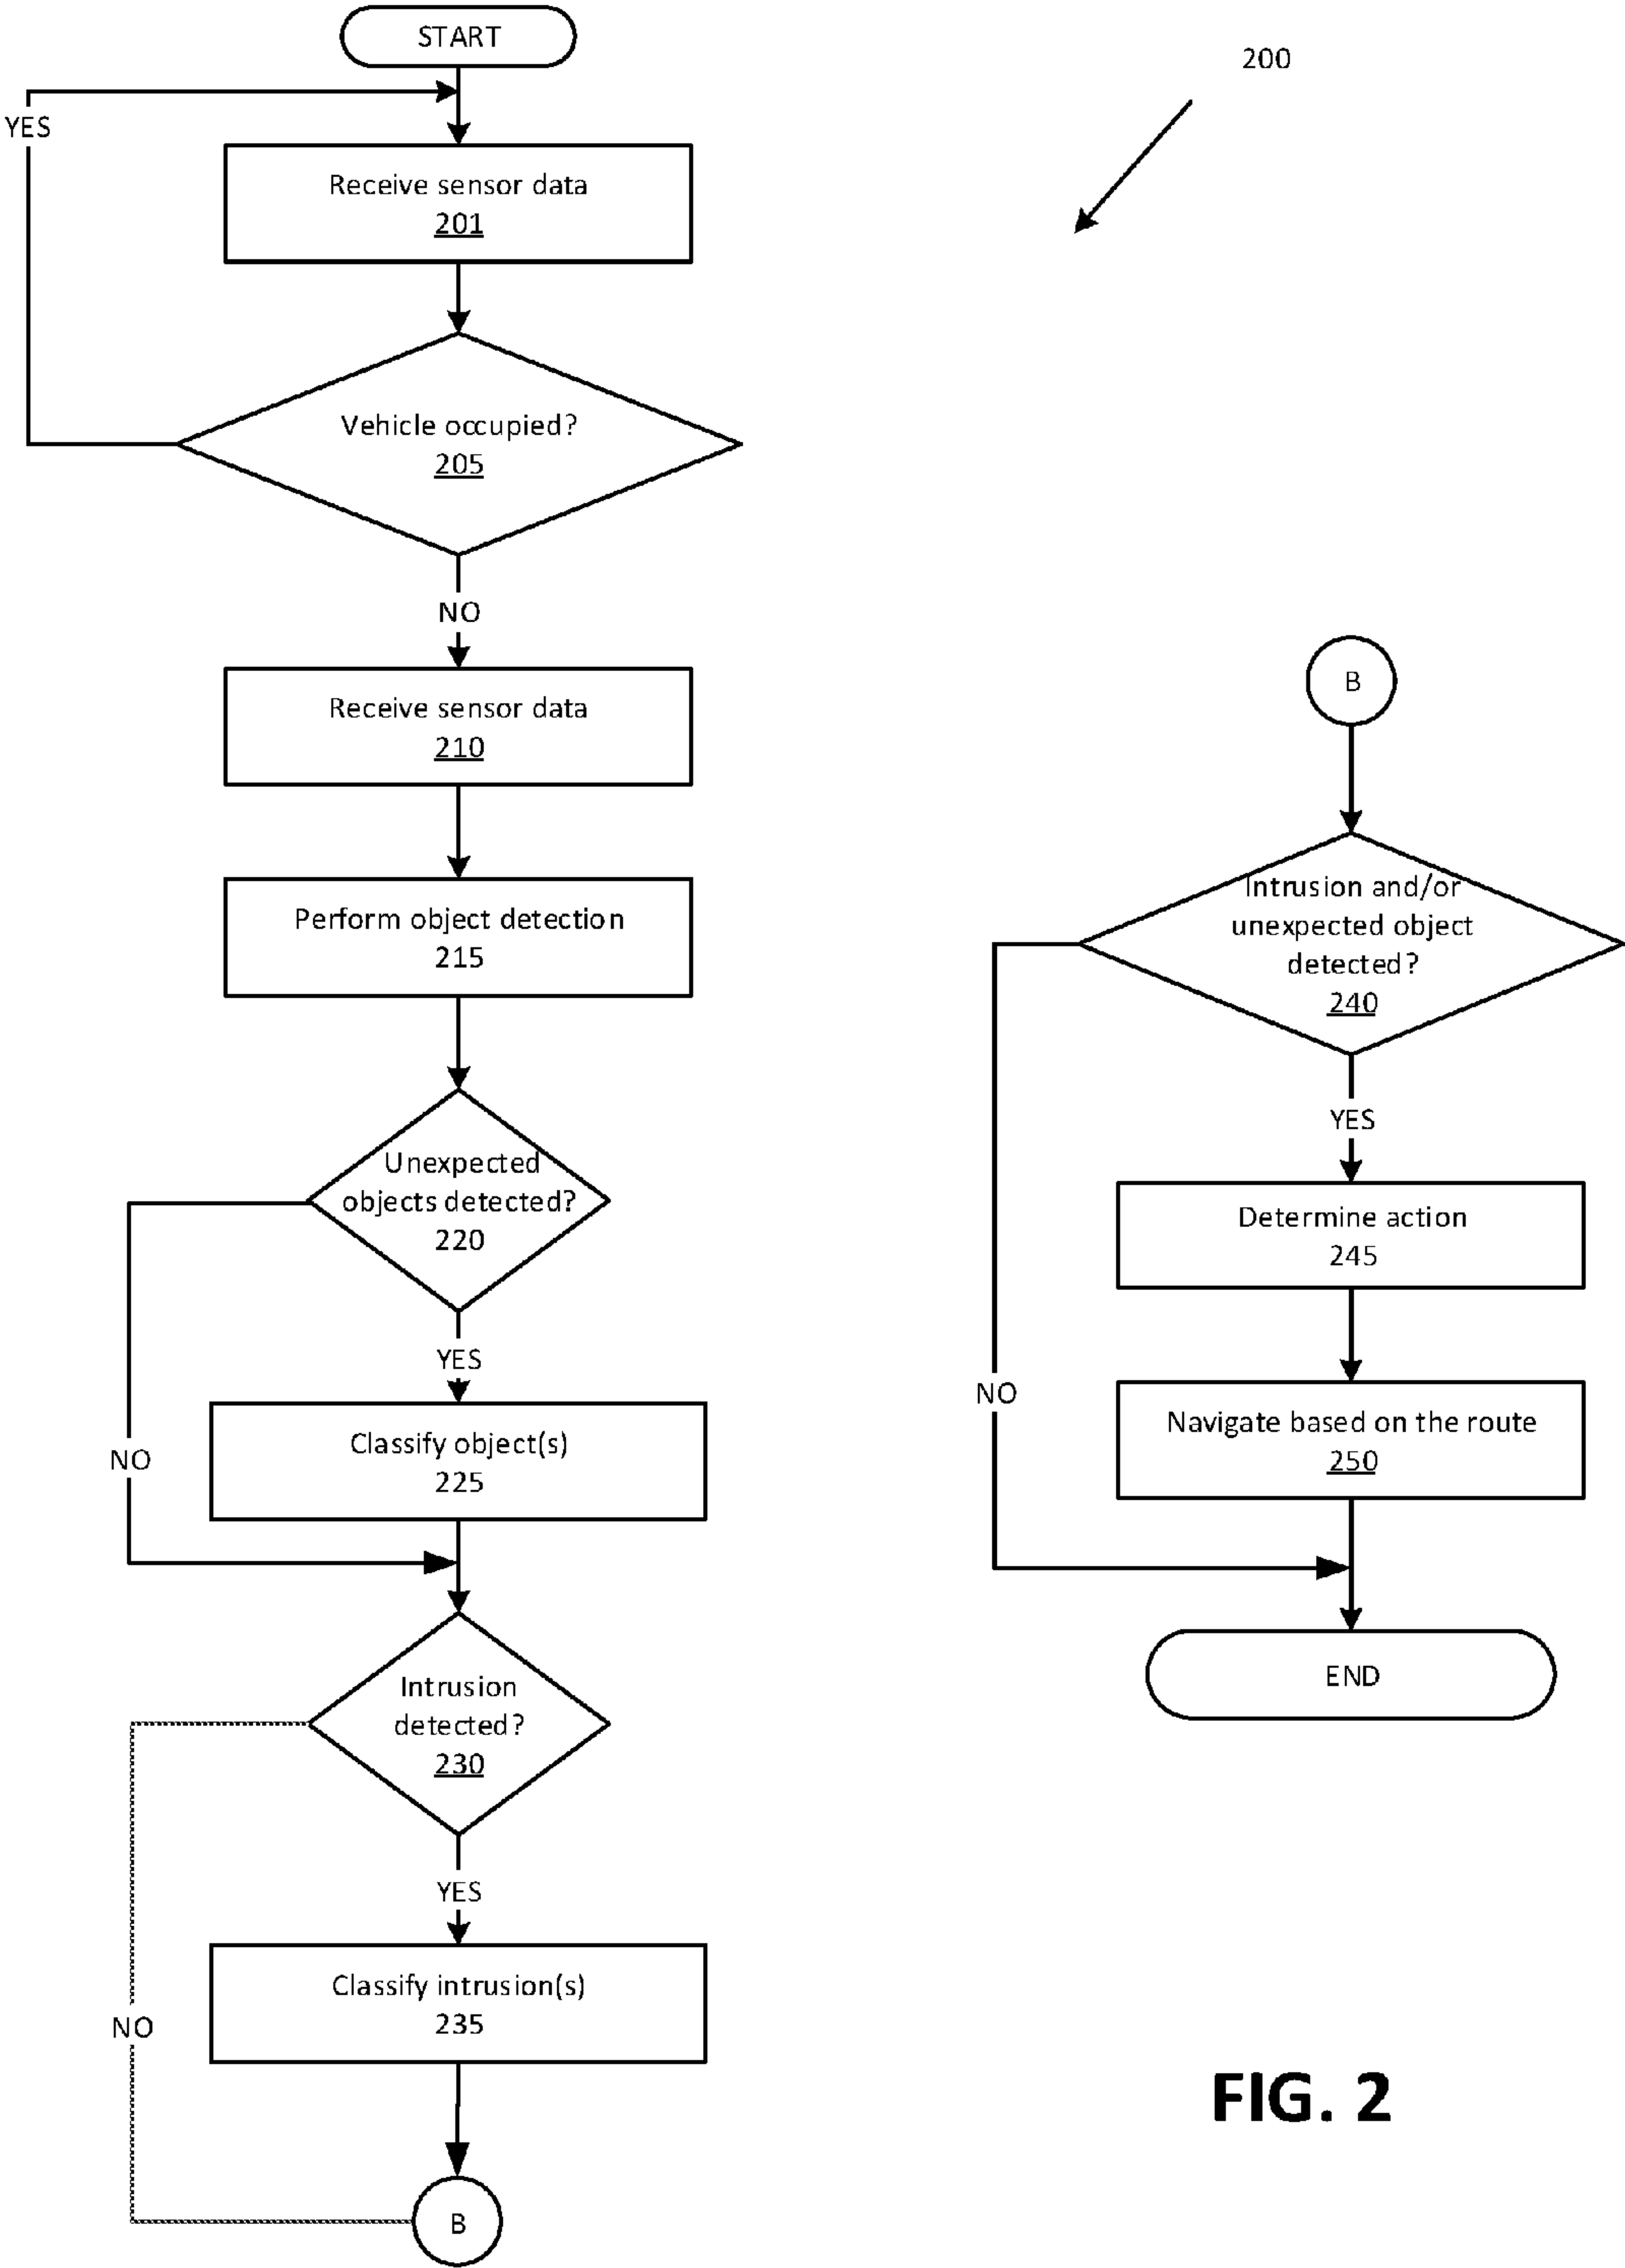 START
200
YES
Receive sensor data
201
Vehicle occupied?
205
NO
Receive sensor data
210
Perform object detection
215
Unexpected
objects detected?
220
YES
NO
Classify object(s)
225
Intrusion
detected?
230
YES
NO
Classify intrusion(s)
235
B
B
Intrusion and/or
unexpected object
detected?
240
YES
Determine action
245
NO
Navigate based on the route
250
END
FIG. 2